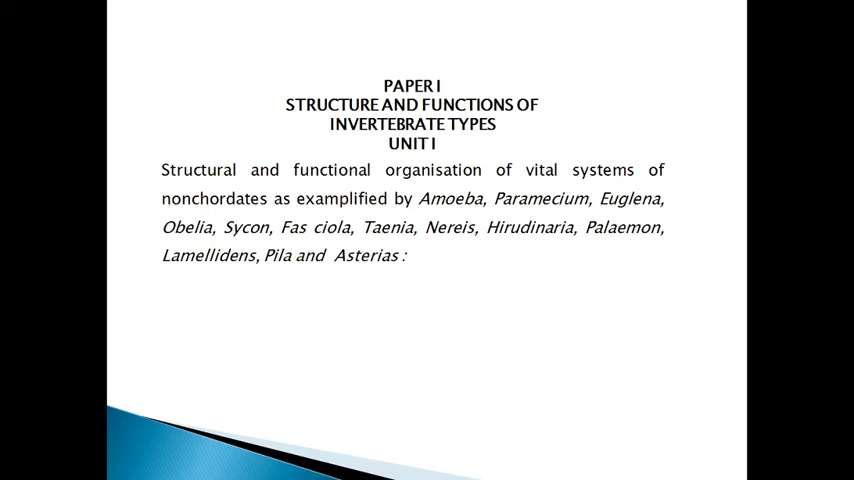 PAPER I
STRUCTURE AND FUNCTIONS OF
INVERTEBRATE TYPES
UNIT I
Structural and functional organisation of vital systems of
nonchordates as examplified by Amoeba, Paramecium, Euglena,
Obelia, Sycon, Fas ciola, Taenia, Nereis, Hirudinaria, Palaemon,
Lamellidens, Pila and Asterias :